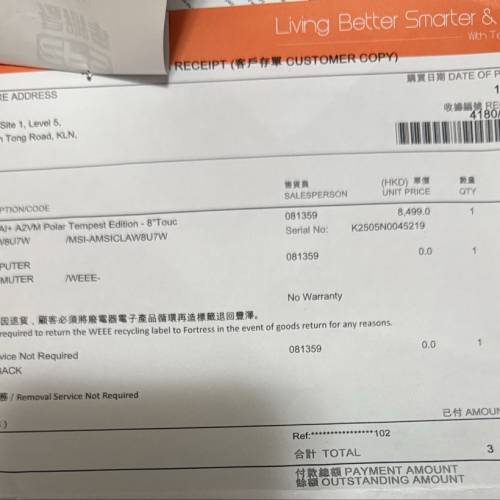 Living Better Smarter &
With Te
RECEIPT (客戶存單 CUSTOMER COPY)
購買日期 DATE OF P
RE ADDRESS
1
收據編號 RE
4180/
Site 1, Level 5,
n Tong Road, KLN,
售貨員 (HKD) 單價 數量
SALESPERSON UNIT PRICE QTY
PTION/CODE
AI+ A2VM Polar Tempest Edition - 8"Touc 081359 8,499.0 1
W8U7W /MSI-AMSICLAW8U7W Serial No: K2505N0045219
PUTER 081359 0.0 1
MUTER /WEEE-
No Warranty
因退貨，顧客必須將廢電器電子產品循環再造標籤退回豐澤。
required to return the WEEE recycling label to Fortress in the event of goods return for any reasons.
vice Not Required 081359 0.0 1
BACK
務 / Removal Service Not Required
已付 AMOUN
Ref:****************102
合計 TOTAL 3
付款總額 PAYMENT AMOUNT
餘額 OUTSTANDING AMOUNT